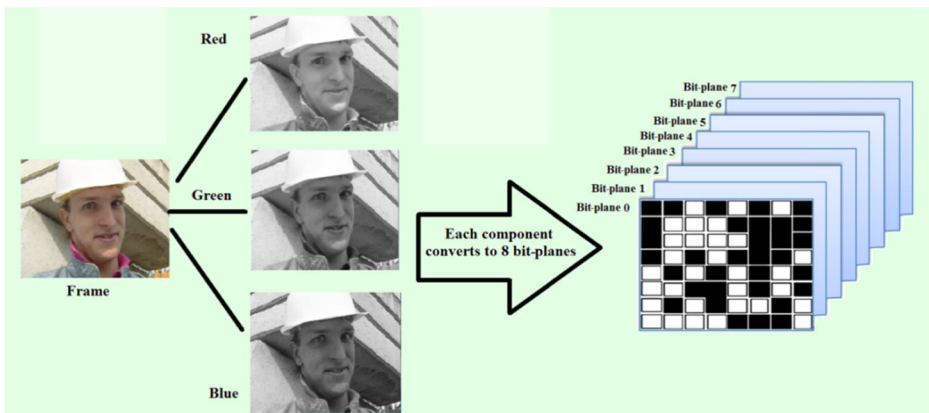 Red
Green
Blue
Frame
Each component
converts to 8 bit-planes
Bit-plane 7
Bit-plane 6
Bit-plane 5
Bit-plane 4
Bit-plane 3
Bit-plane 2
Bit-plane 1
Bit-plane 0